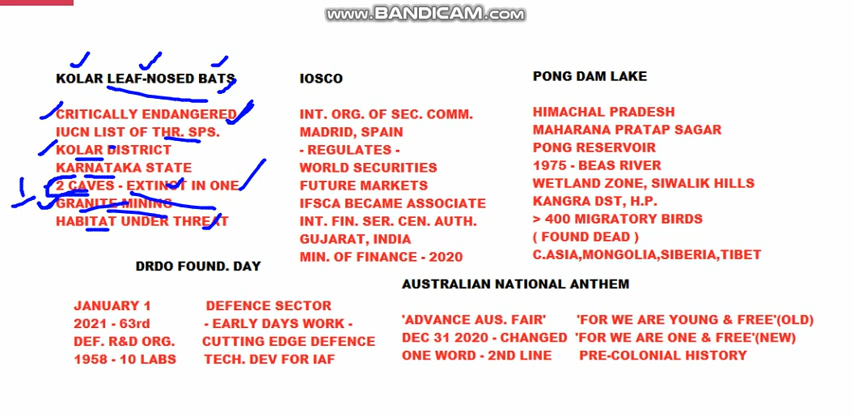 www.BANDICAM.com
KOLAR LEAF-NOSED BATS
CRITICALLY ENDANGERED
IUCN LIST OF THR. SPS.
KOLAR DISTRICT
KARNATAKA STATE
2 CAVES - EXTINCT IN ONE
GRANITE MINING
HABITAT UNDER THREAT
IOSCO
INT. ORG. OF SEC. COMM.
MADRID, SPAIN
- REGULATES -
WORLD SECURITIES
FUTURE MARKETS
IFSCA BECAME ASSOCIATE
INT. FIN. SER. CEN. AUTH.
GUJARAT, INDIA
MIN. OF FINANCE - 2020
PONG DAM LAKE
HIMACHAL PRADESH
MAHARANA PRATAP SAGAR
PONG RESERVOIR
1975 - BEAS RIVER
WETLAND ZONE, SIWALIK HILLS
KANGRA DST, H.P.
> 400 MIGRATORY BIRDS
( FOUND DEAD )
C.ASIA,MONGOLIA,SIBERIA,TIBET
DRDO FOUND. DAY
JANUARY 1
2021 - 63rd
DEF. R&D ORG.
1958 - 10 LABS
DEFENCE SECTOR
- EARLY DAYS WORK -
CUTTING EDGE DEFENCE
TECH. DEV FOR IAF
AUSTRALIAN NATIONAL ANTHEM
'ADVANCE AUS. FAIR'
DEC 31 2020 - CHANGED
ONE WORD - 2ND LINE
'FOR WE ARE YOUNG & FREE'(OLD)
'FOR WE ARE ONE & FREE'(NEW)
PRE-COLONIAL HISTORY